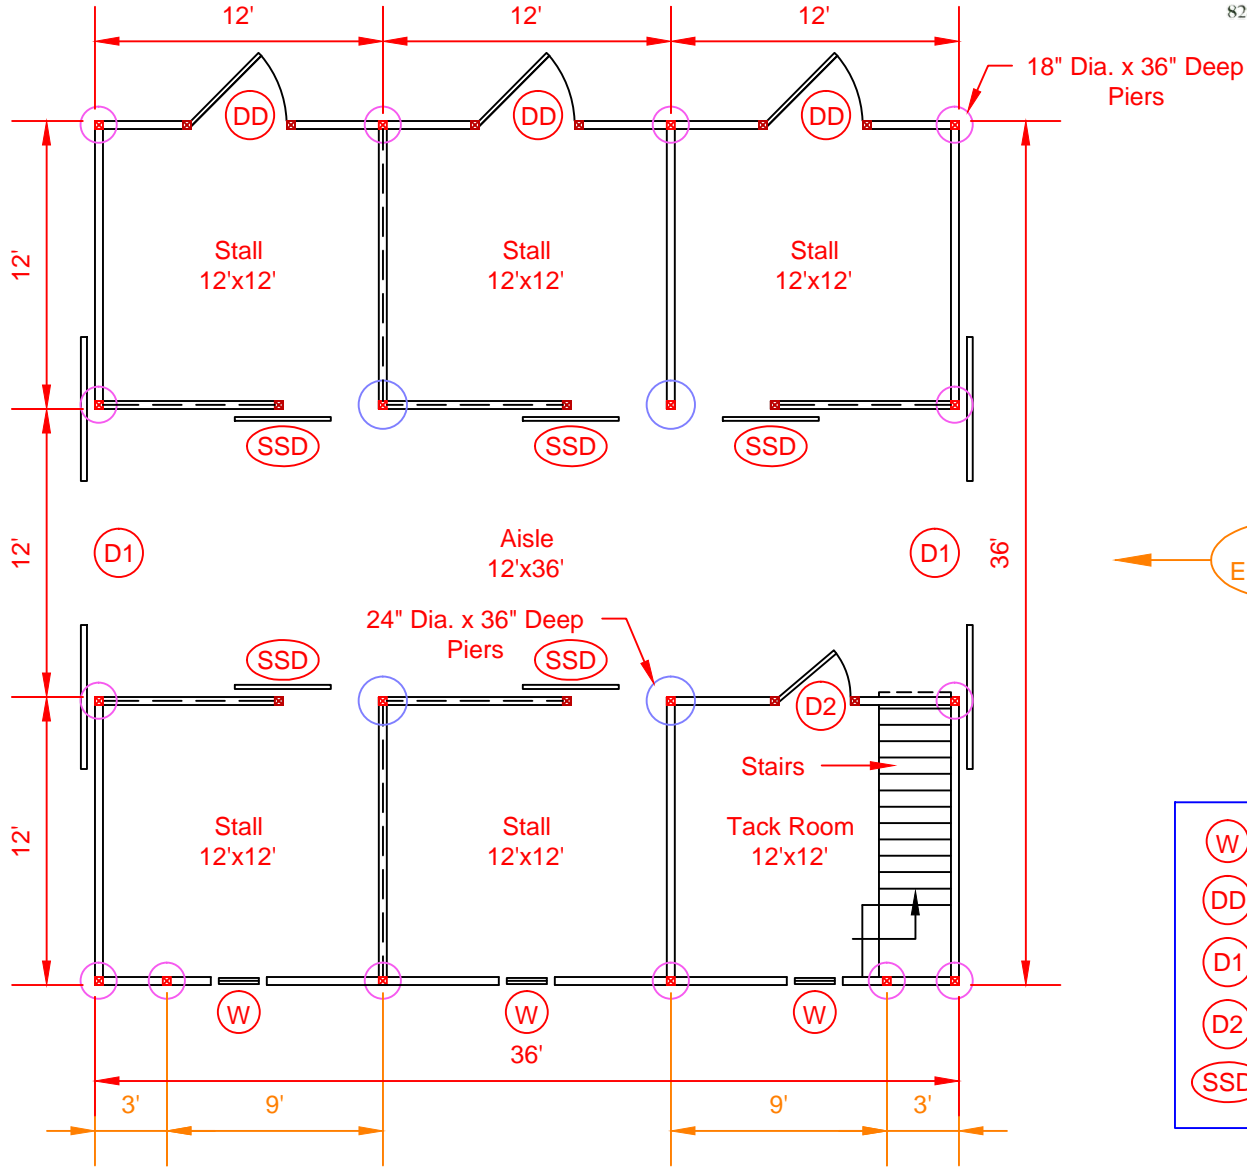 12' 12' 12'
82
18" Dia. x 36" Deep
Piers
DD DD DD
12'
Stall
12'x12'
Stall
12'x12'
Stall
12'x12'
SSD SSD SSD
12'
D1
Aisle
12'x36'
D1
36'
E
24" Dia. x 36" Deep
Piers
SSD SSD
D2
Stairs
12'
Stall
12'x12'
Stall
12'x12'
Tack Room
12'x12'
W W W
36'
3' 9' 9' 3'
W
DD
D1
D2
SSD